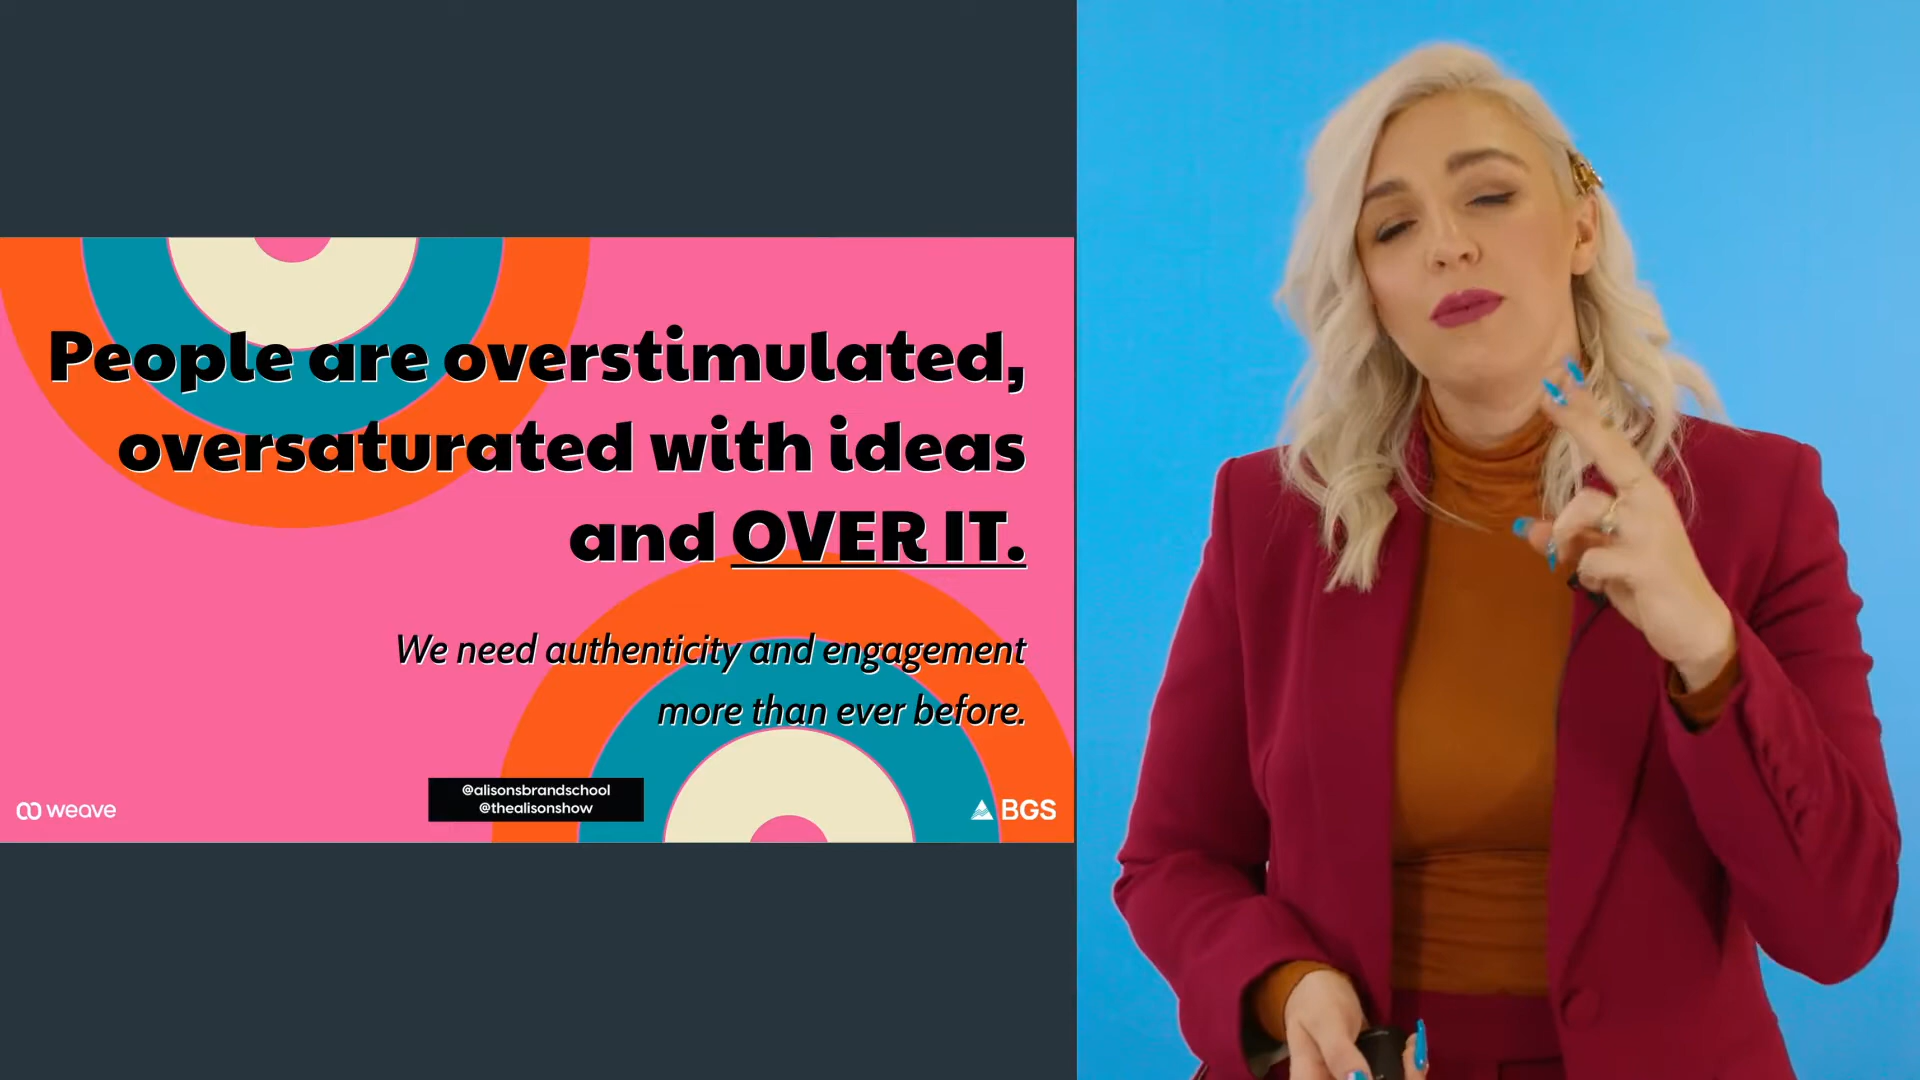 People are overstimulated,
oversaturated with ideas
and OVER IT.
We need authenticity and engagement
more than ever before.
weave
@alisonsbrandschool
@thealisonshow
BGS